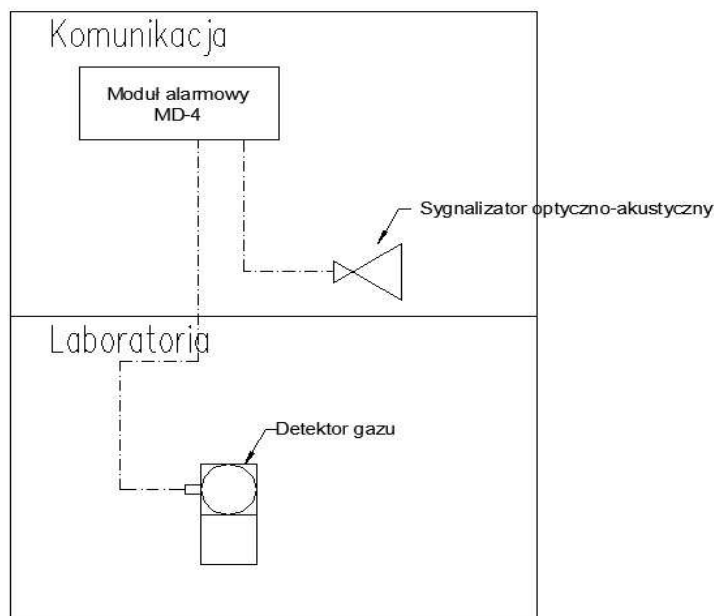 Komunikacja
Moduł alarmowy
MD-4
Sygnalizator optyczno-akustyczny
Laboratoria
Detektor gazu